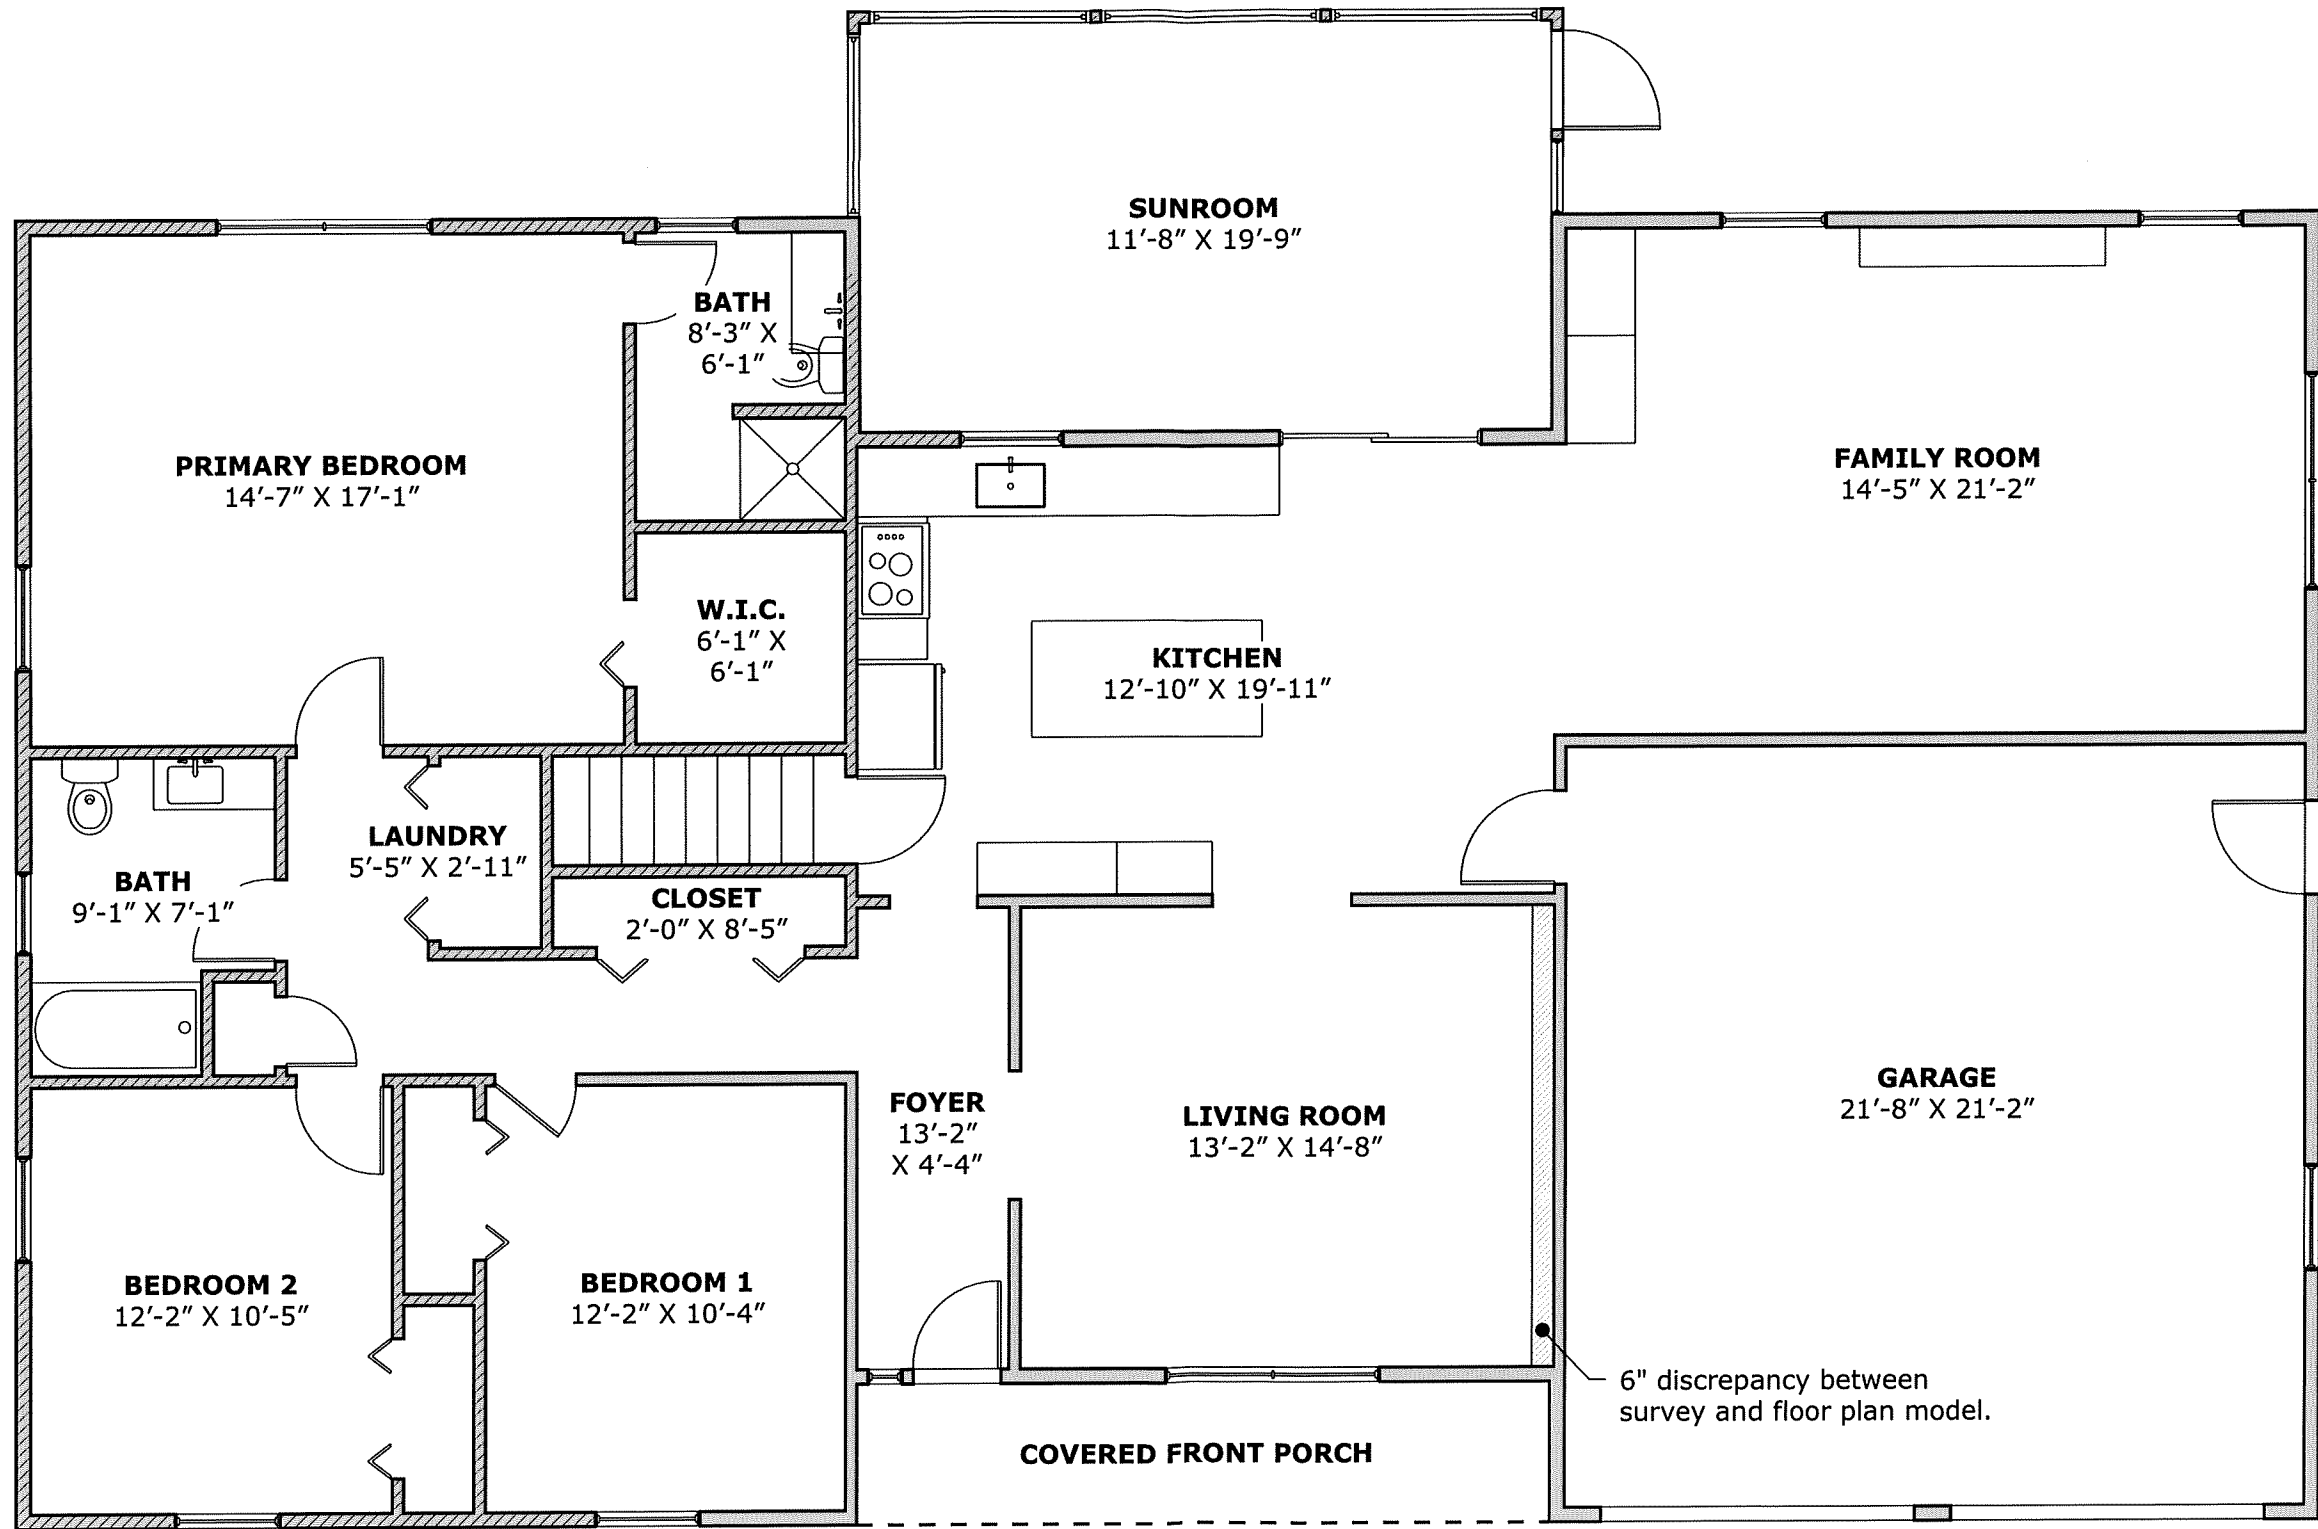 SUNROOM
11′-8″ X 19′-9″
BATH
8′-3″ X
6′-1″
PRIMARY BEDROOM
14′-7″ X 17′-1″
FAMILY ROOM
14′-5″ X 21′-2″
W.I.C.
6′-1″ X
6′-1″
KITCHEN
12′-10″ X 19′-11″
LAUNDRY
5′-5″ X 2′-11″
BATH
9′-1″ X 7′-1″
CLOSET
2′-0″ X 8′-5″
FOYER
13′-2″
X 4′-4″
LIVING ROOM
13′-2″ X 14′-8″
GARAGE
21′-8″ X 21′-2″
BEDROOM 2
12′-2″ X 10′-5″
BEDROOM 1
12′-2″ X 10′-4″
6" discrepancy between
survey and floor plan model.
COVERED FRONT PORCH